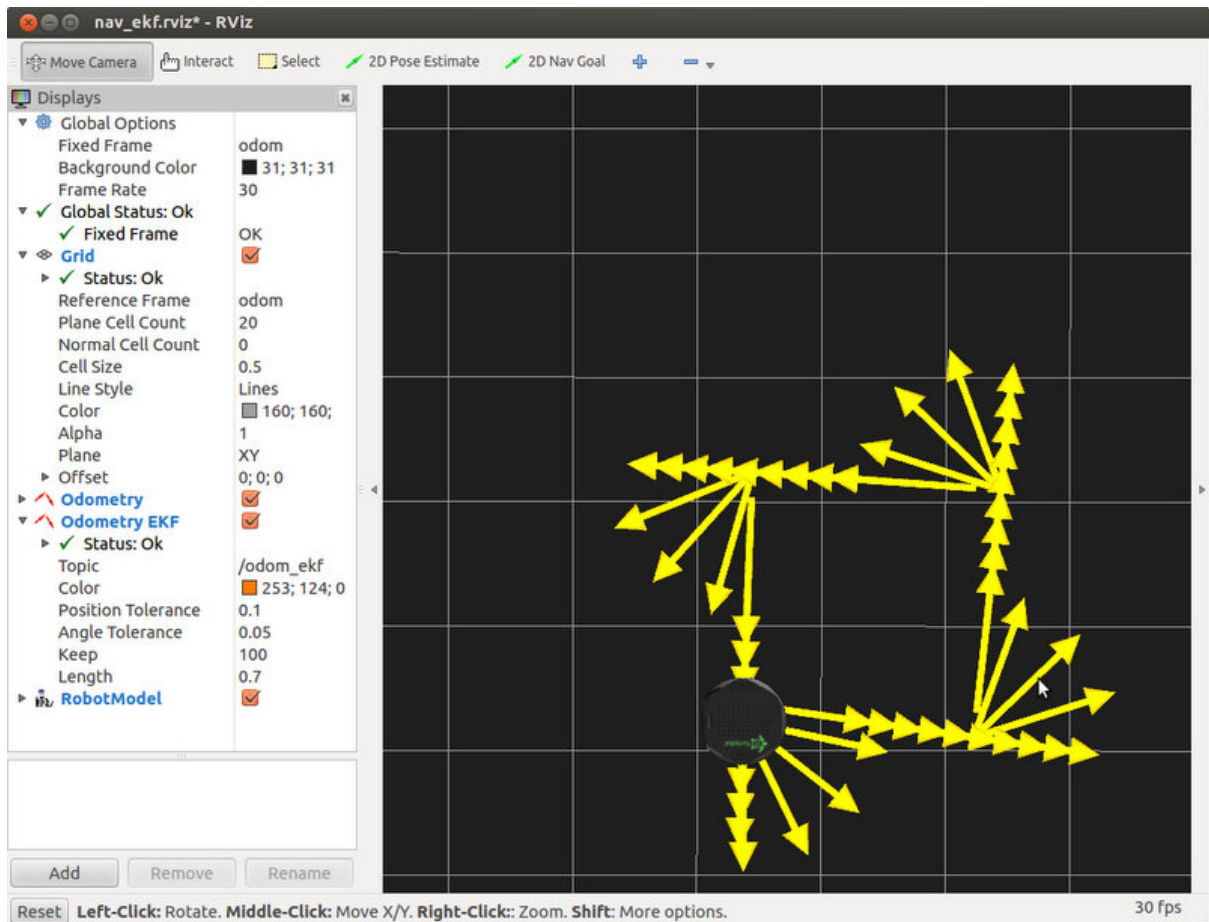 nav_ekf.rviz* - RViz
Move Camera Interact Select 2D Pose Estimate 2D Nav Goal
Displays
Global Options
Fixed Frame odom
Background Color 31; 31; 31
Frame Rate 30
Global Status: Ok
Fixed Frame OK
Grid
Status: Ok
Reference Frame odom
Plane Cell Count 20
Normal Cell Count 0
Cell Size 0.5
Line Style Lines
Color 160; 160;
Alpha 1
Plane XY
Offset 0; 0; 0
Odometry
Odometry EKF
Status: Ok
Topic /odom_ekf
Color 253; 124; 0
Position Tolerance 0.1
Angle Tolerance 0.05
Keep 100
Length 0.7
RobotModel
Add Remove Rename
Reset Left-Click: Rotate. Middle-Click: Move X/Y. Right-Click:: Zoom. Shift: More options. 30 fps